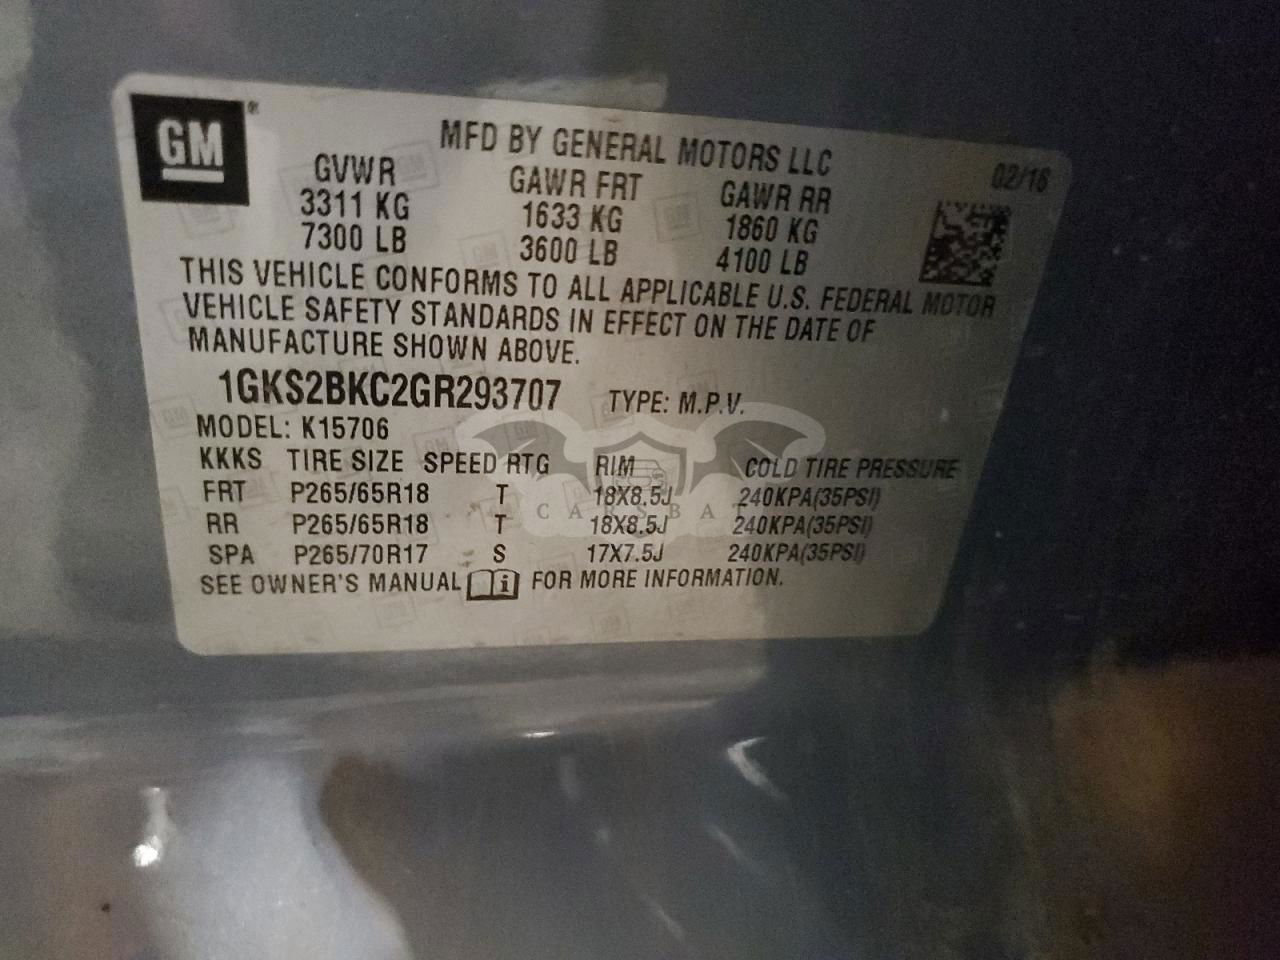 GM ®
MFD BY GENERAL MOTORS LLC
02/16
GVWR GAWR FRT GAWR RR
3311 KG 1633 KG 1860 KG
7300 LB 3600 LB 4100 LB
THIS VEHICLE CONFORMS TO ALL APPLICABLE U.S. FEDERAL MOTOR
VEHICLE SAFETY STANDARDS IN EFFECT ON THE DATE OF
MANUFACTURE SHOWN ABOVE.
1GKS2BKC2GR293707 TYPE: M.P.V.
MODEL: K15706
KKKS TIRE SIZE SPEED RTG RIM COLD TIRE PRESSURE
FRT P265/65R18 T 18X8.5J 240KPA(35PSI)
RR P265/65R18 T 18X8.5J 240KPA(35PSI)
SPA P265/70R17 S 17X7.5J 240KPA(35PSI)
SEE OWNER'S MANUAL i FOR MORE INFORMATION.
CARSBAT